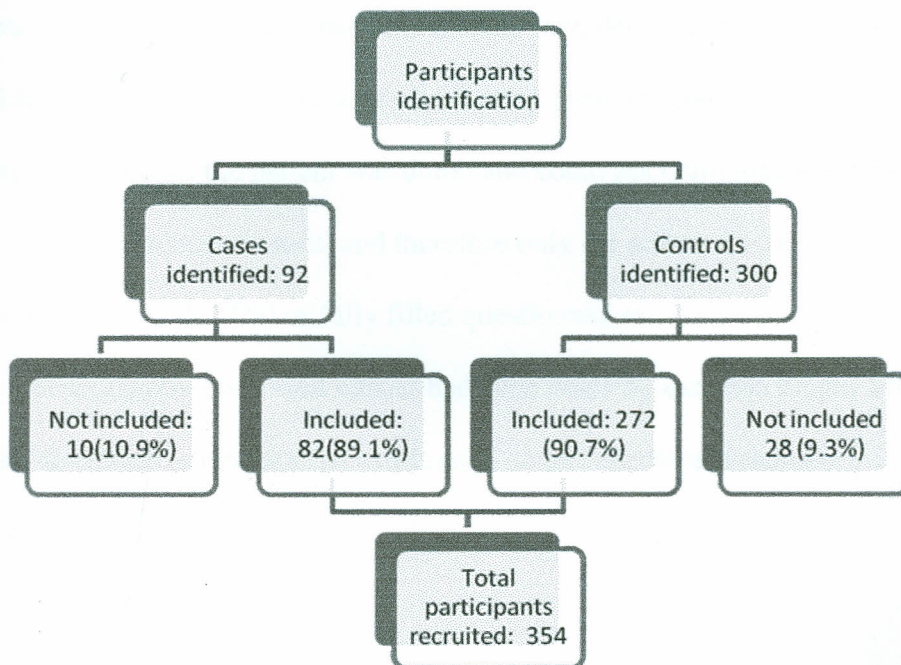 Participants
identification
Cases
identified: 92
Controls
identified: 300
Not included:
10(10.9%)
Included:
82(89.1%)
Included: 272
(90.7%)
Not included
28 (9.3%)
Total
participants
recruited: 354